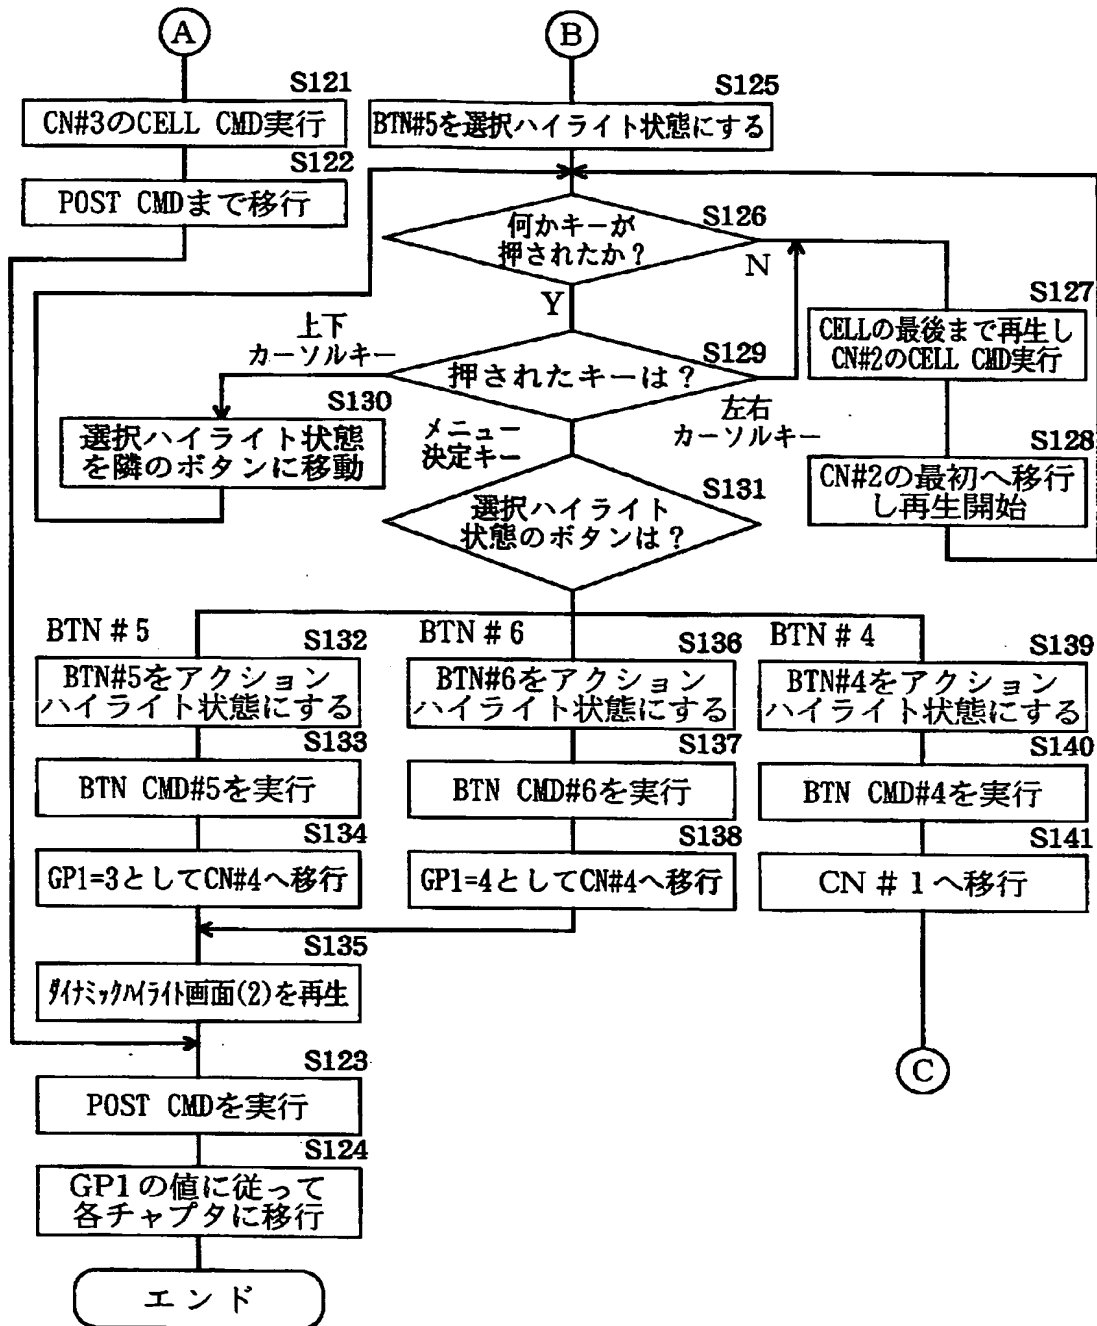 A
S121
CN#3のCELL CMD実行
S122
POST CMDまで移行
B
S125
BTN#5を選択ハイライト状態にする
S126
何かキーが
押されたか？
N
Y
S127
CELLの最後まで再生し
CN#2のCELL CMD実行
S128
CN#2の最初へ移行
し再生開始
S129
押されたキーは？
上下
カーソルキー
左右
カーソルキー
メニュー
決定キー
S130
選択ハイライト状態
を隣のボタンに移動
S131
選択ハイライト
状態のボタンは？
BTN＃5
S132
BTN#5をアクション
ハイライト状態にする
S133
BTN CMD#5を実行
S134
GP1=3としてCN#4へ移行
BTN＃6
S136
BTN#6をアクション
ハイライト状態にする
S137
BTN CMD#6を実行
S138
GP1=4としてCN#4へ移行
BTN＃4
S139
BTN#4をアクション
ハイライト状態にする
S140
BTN CMD#4を実行
S141
CN＃1へ移行
C
S135
ﾀﾞｲﾅﾐｯｸﾊｲﾗｲﾄ画面(2)を再生
S123
POST CMDを実行
S124
GP1の値に従って
各チャプタに移行
エンド